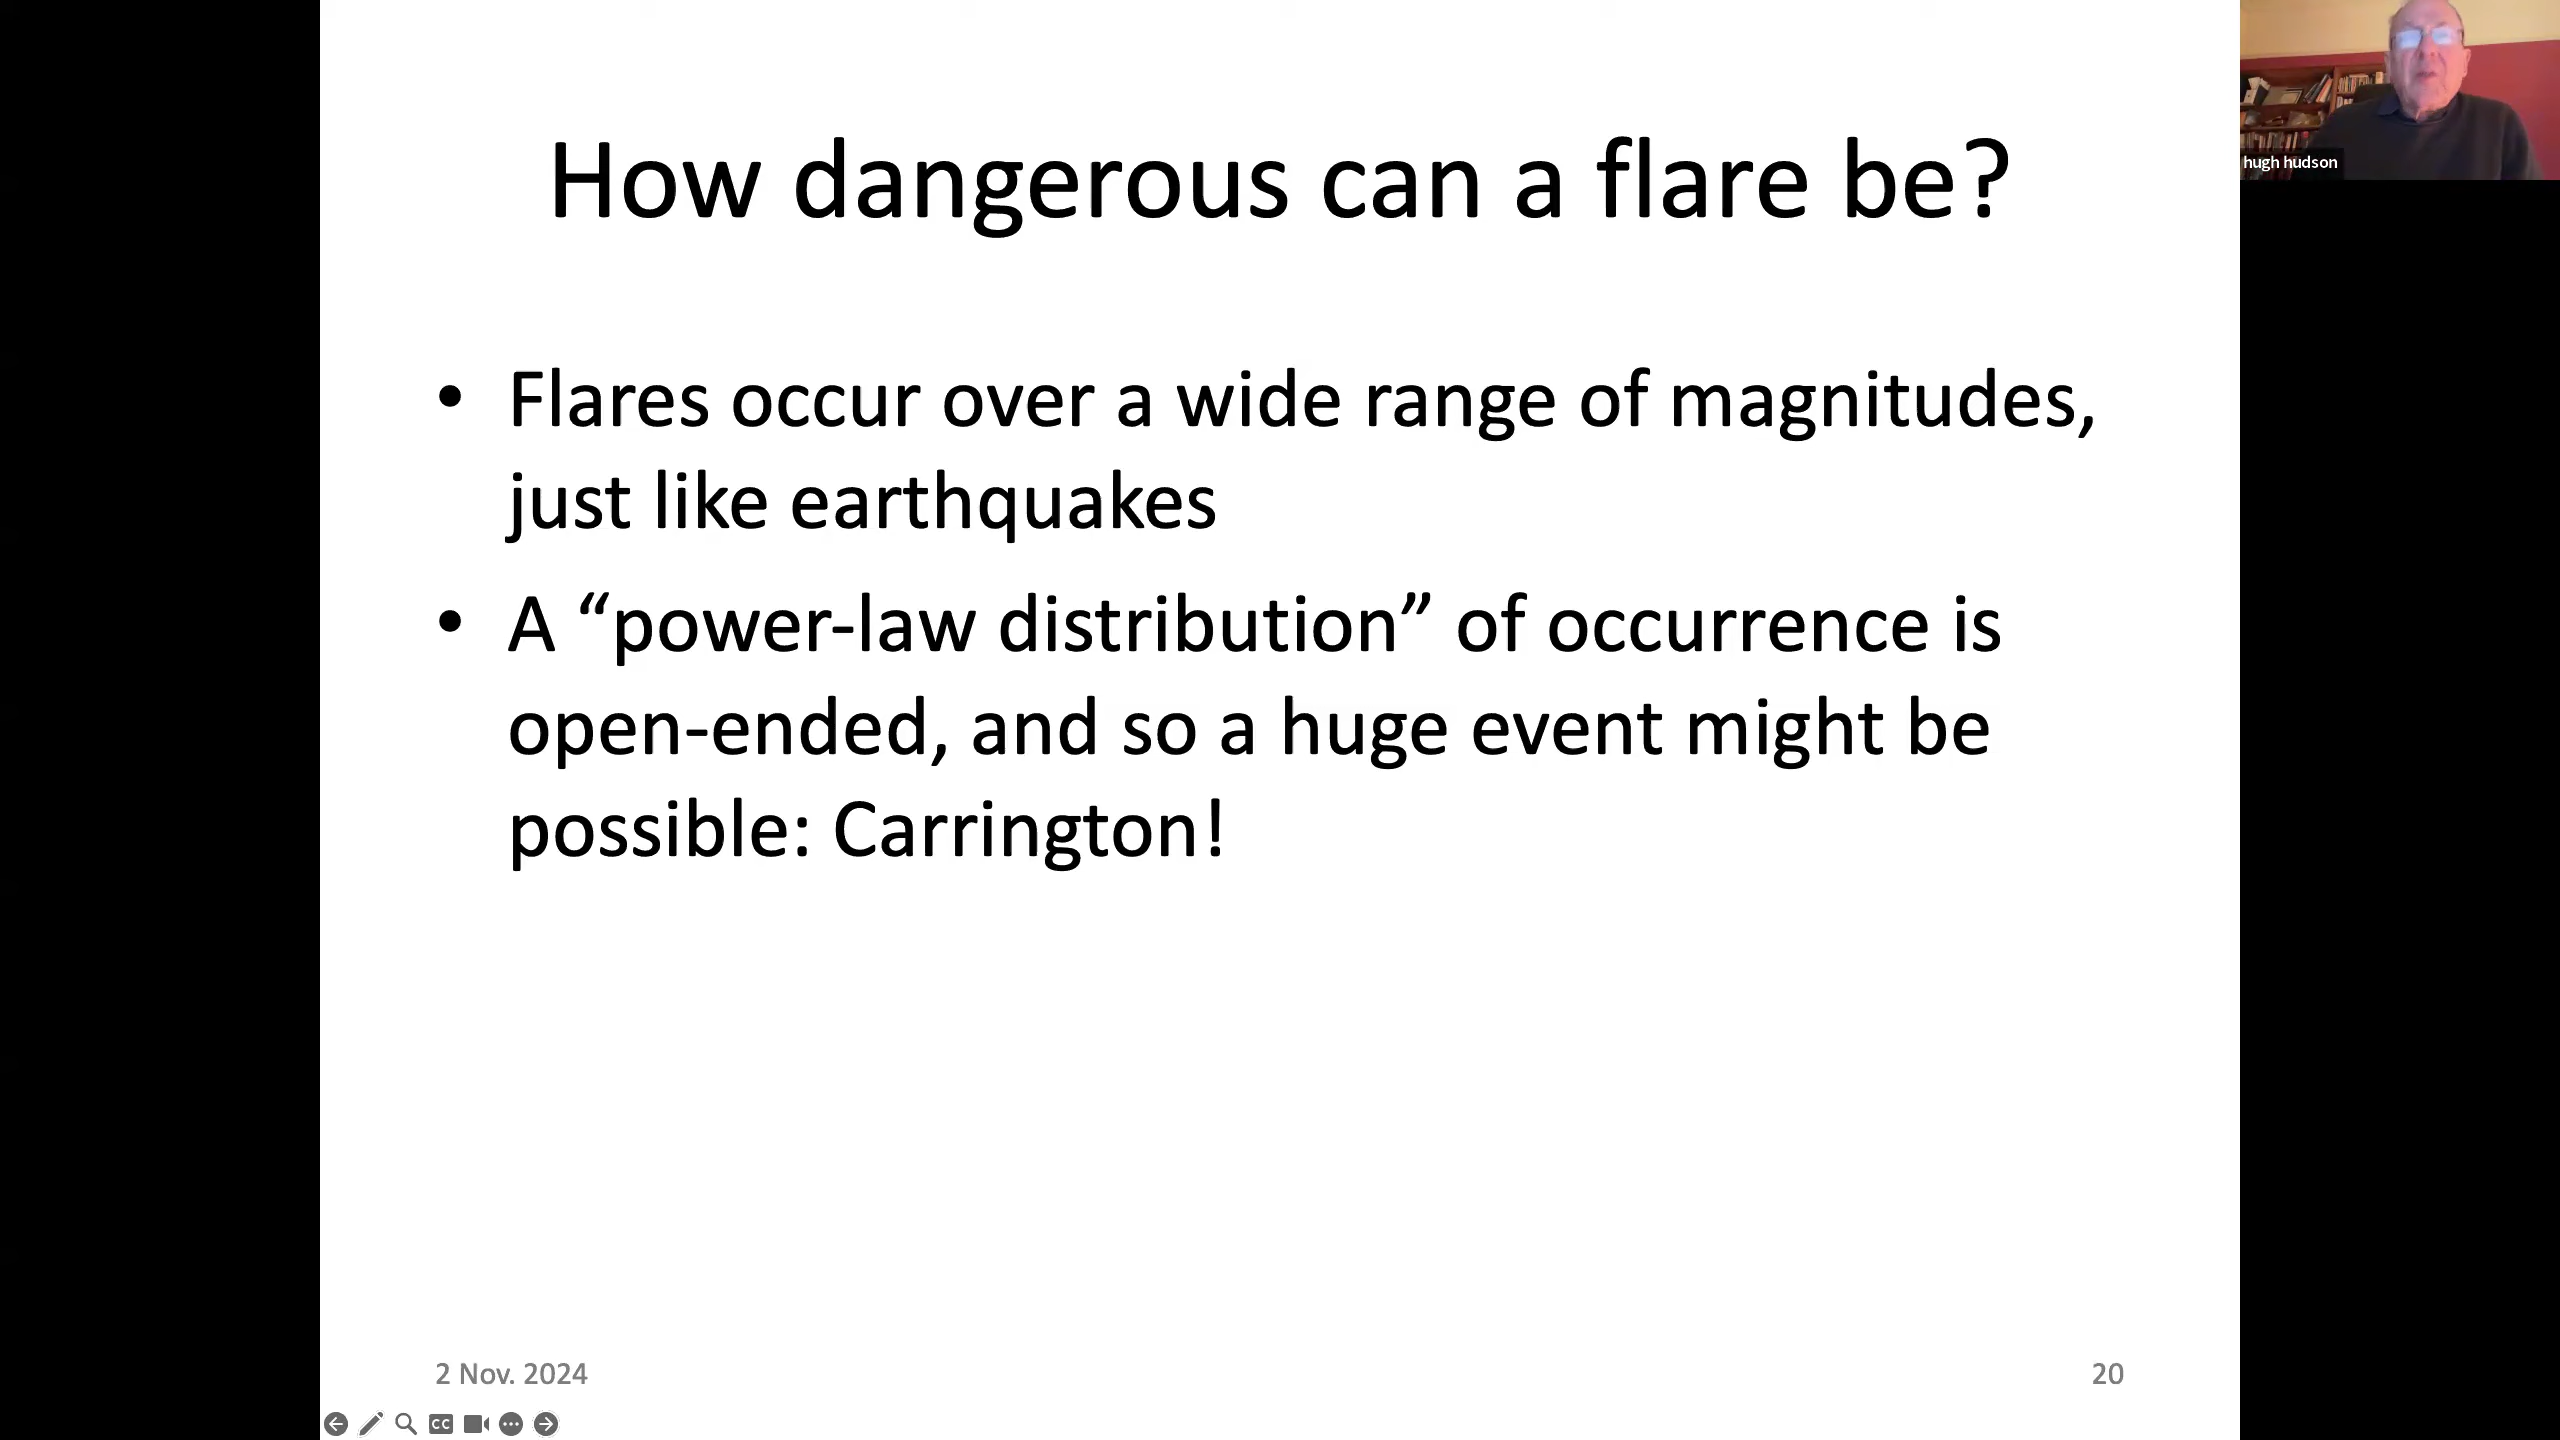 How dangerous can a flare be?
• Flares occur over a wide range of magnitudes,
just like earthquakes
• A “power-law distribution” of occurrence is
open-ended, and so a huge event might be
possible: Carrington!
2 Nov. 2024
20
hugh hudson
CC